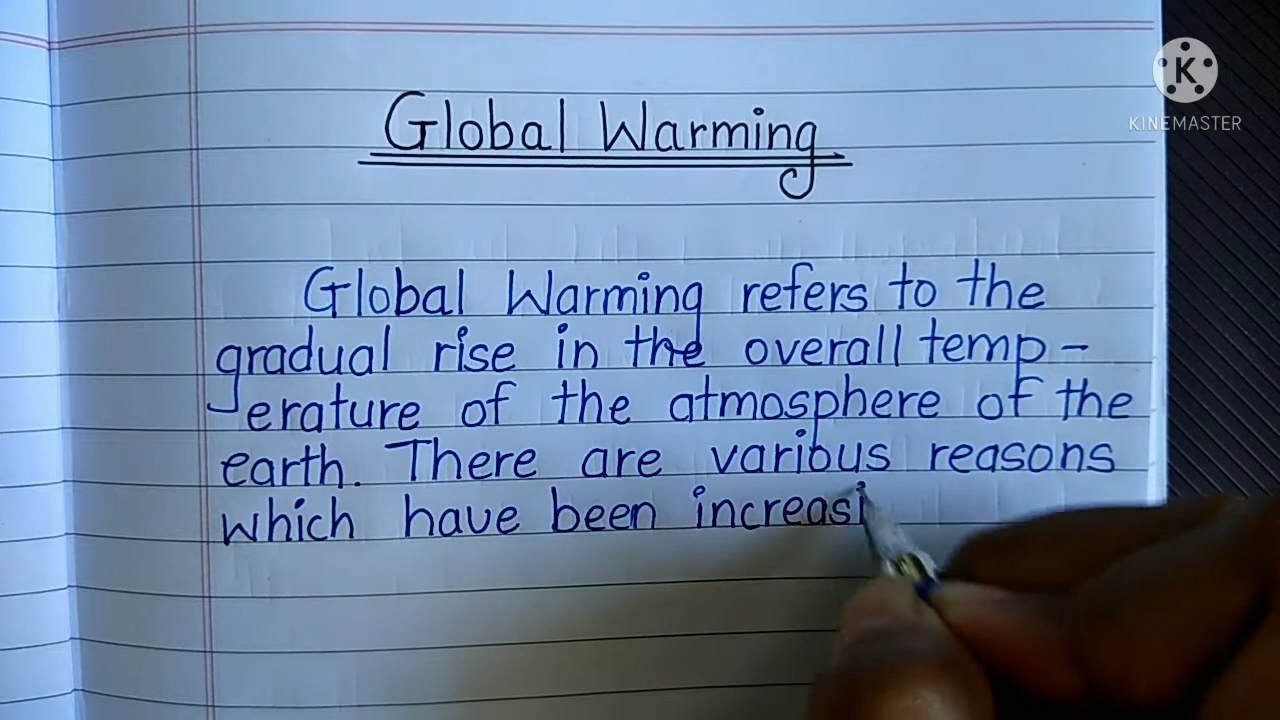 Global Warming
Global Warming refers to the
gradual rise in the overall temp-
erature of the atmosphere of the
earth. There are various reasons
which have been increasi
K
KINEMASTER